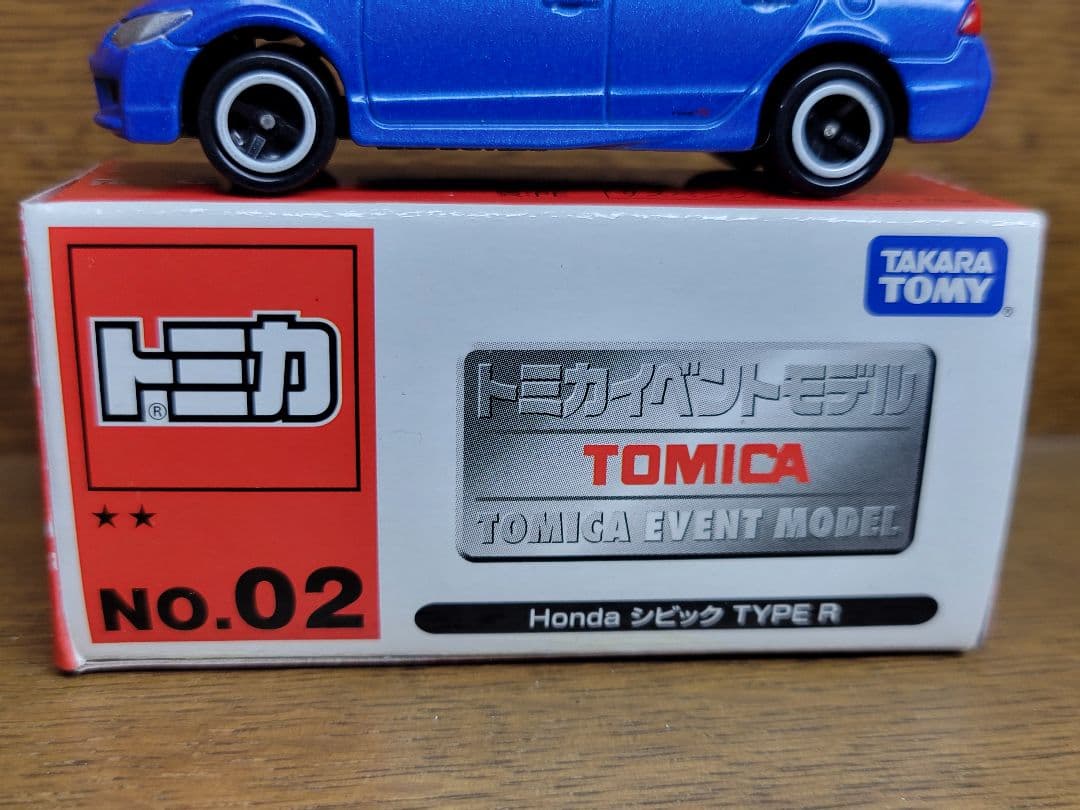 トミカ
®
★★
NO.02
TAKARA
TOMY
®
トミカイベントモデル
TOMICA
TOMICA EVENT MODEL
Honda シビック TYPE R